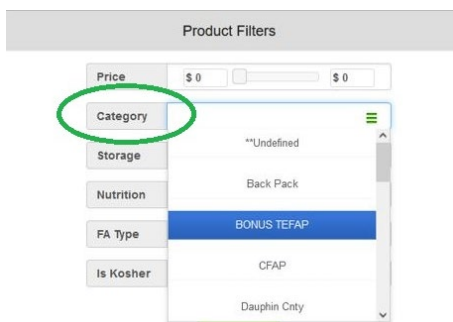 Product Filters
Price $ 0 $ 0
Category
**Undefined
Storage
Back Pack
Nutrition
BONUS TEFAP
FA Type
CFAP
Is Kosher
Dauphin Cnty